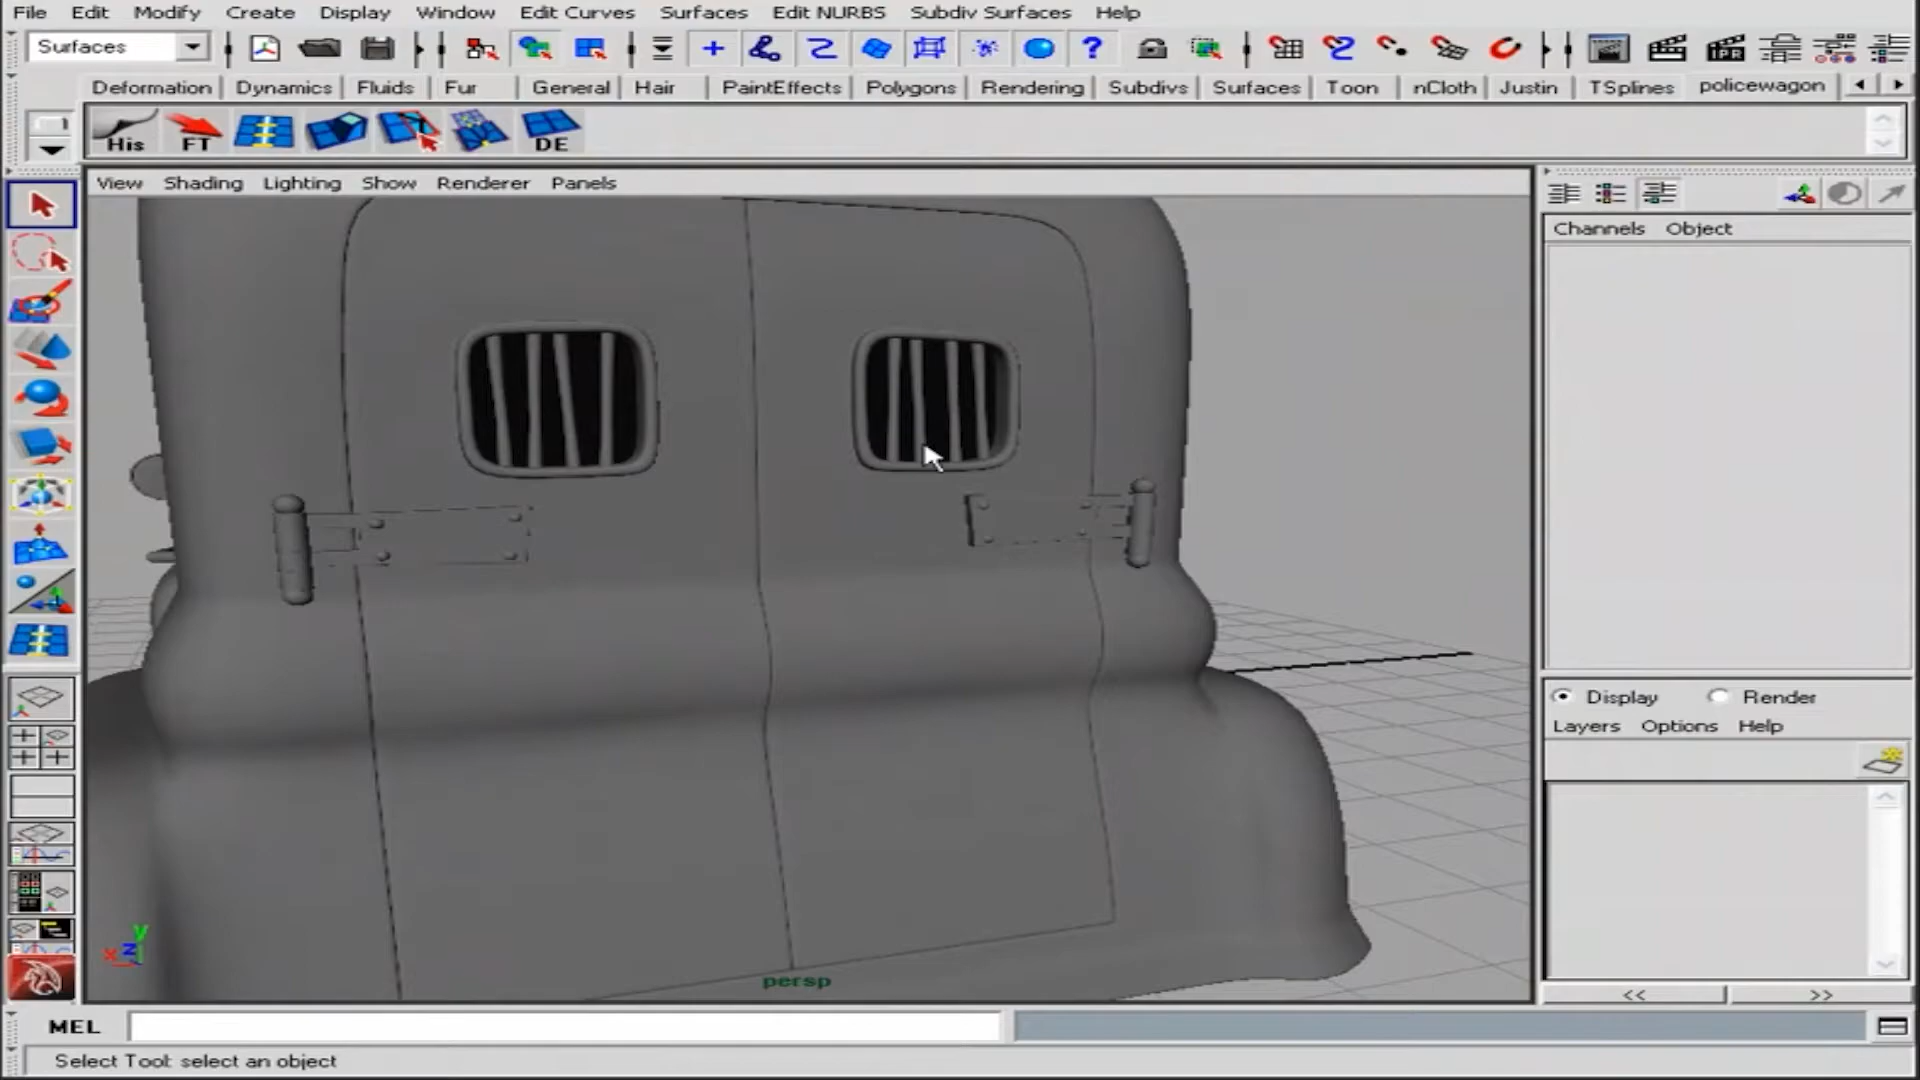 File Edit Modify Create Display Window Edit Curves Surfaces Edit NURBS Subdiv Surfaces Help
Surfaces
Deformation Dynamics Fluids Fur General Hair PaintEffects Polygons Rendering Subdivs Surfaces Toon nCloth Justin TSplines policewagon
His FT DE
View Shading Lighting Show Renderer Panels
Channels Object
Display Render
Layers Options Help
y
x z
persp
<< >>
MEL
Select Tool: select an object